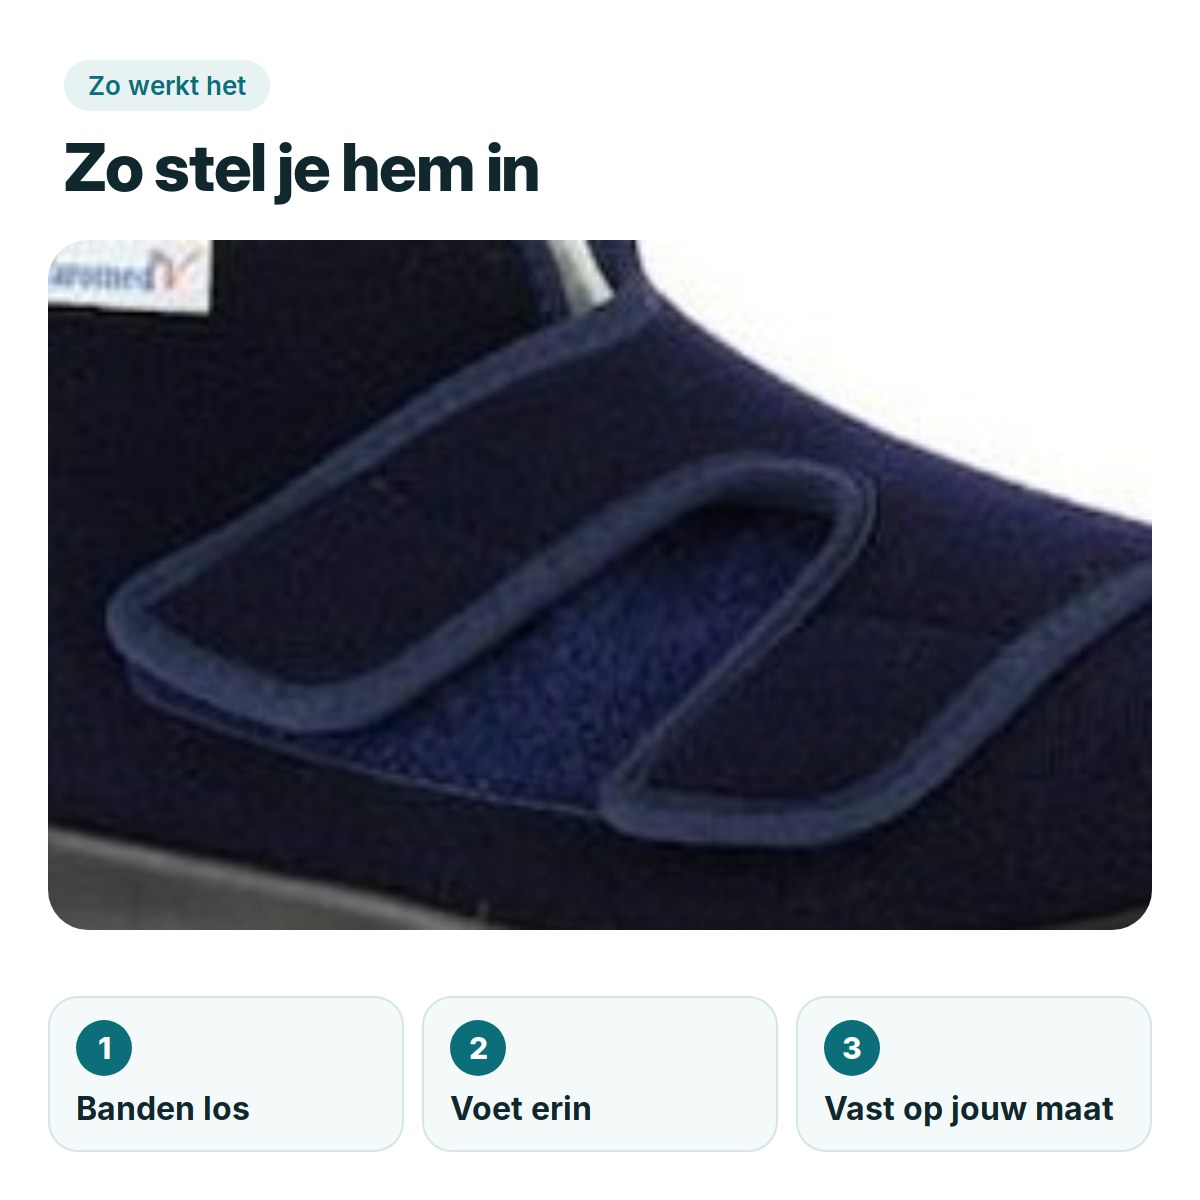 Zo werkt het
Zo stel je hem in
1
Banden los
2
Voet erin
3
Vast op jouw maat